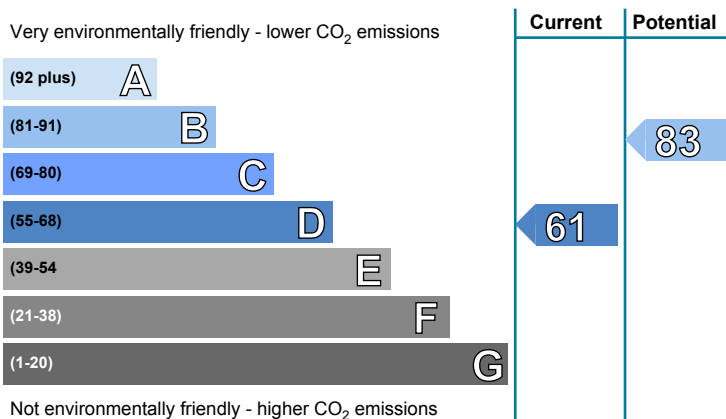 Current Potential
Very environmentally friendly - lower CO2 emissions
(92 plus) A
(81-91) B
83
(69-80) C
(55-68) D
61
(39-54 E
(21-38) F
(1-20) G
Not environmentally friendly - higher CO2 emissions